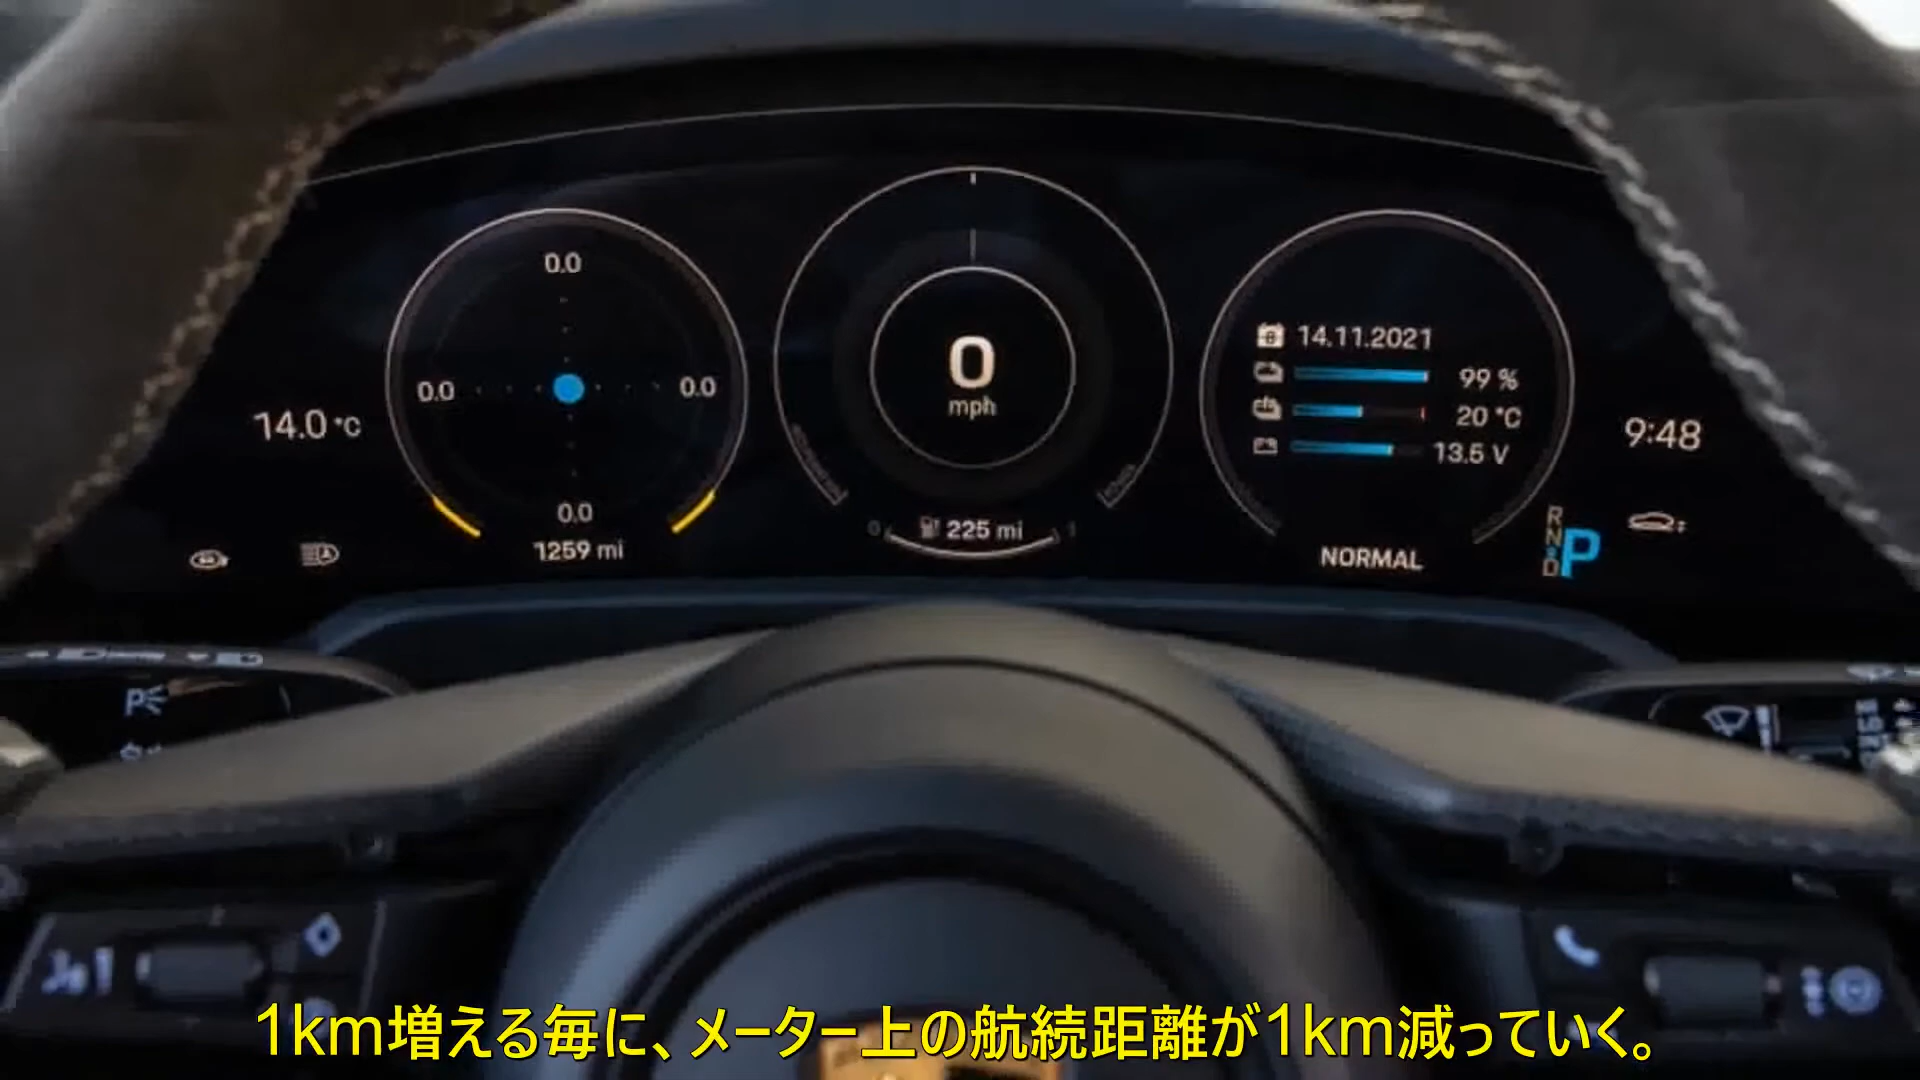 0.0
0.0
0.0
0.0
14.0 °C
1259 mi
0
mph
0
225 mi
1
14.11.2021
99 %
20 °C
13.5 V
NORMAL
9:48
R
N
D
P
P
1km増える毎に、メーター上の航続距離が1km減っていく。